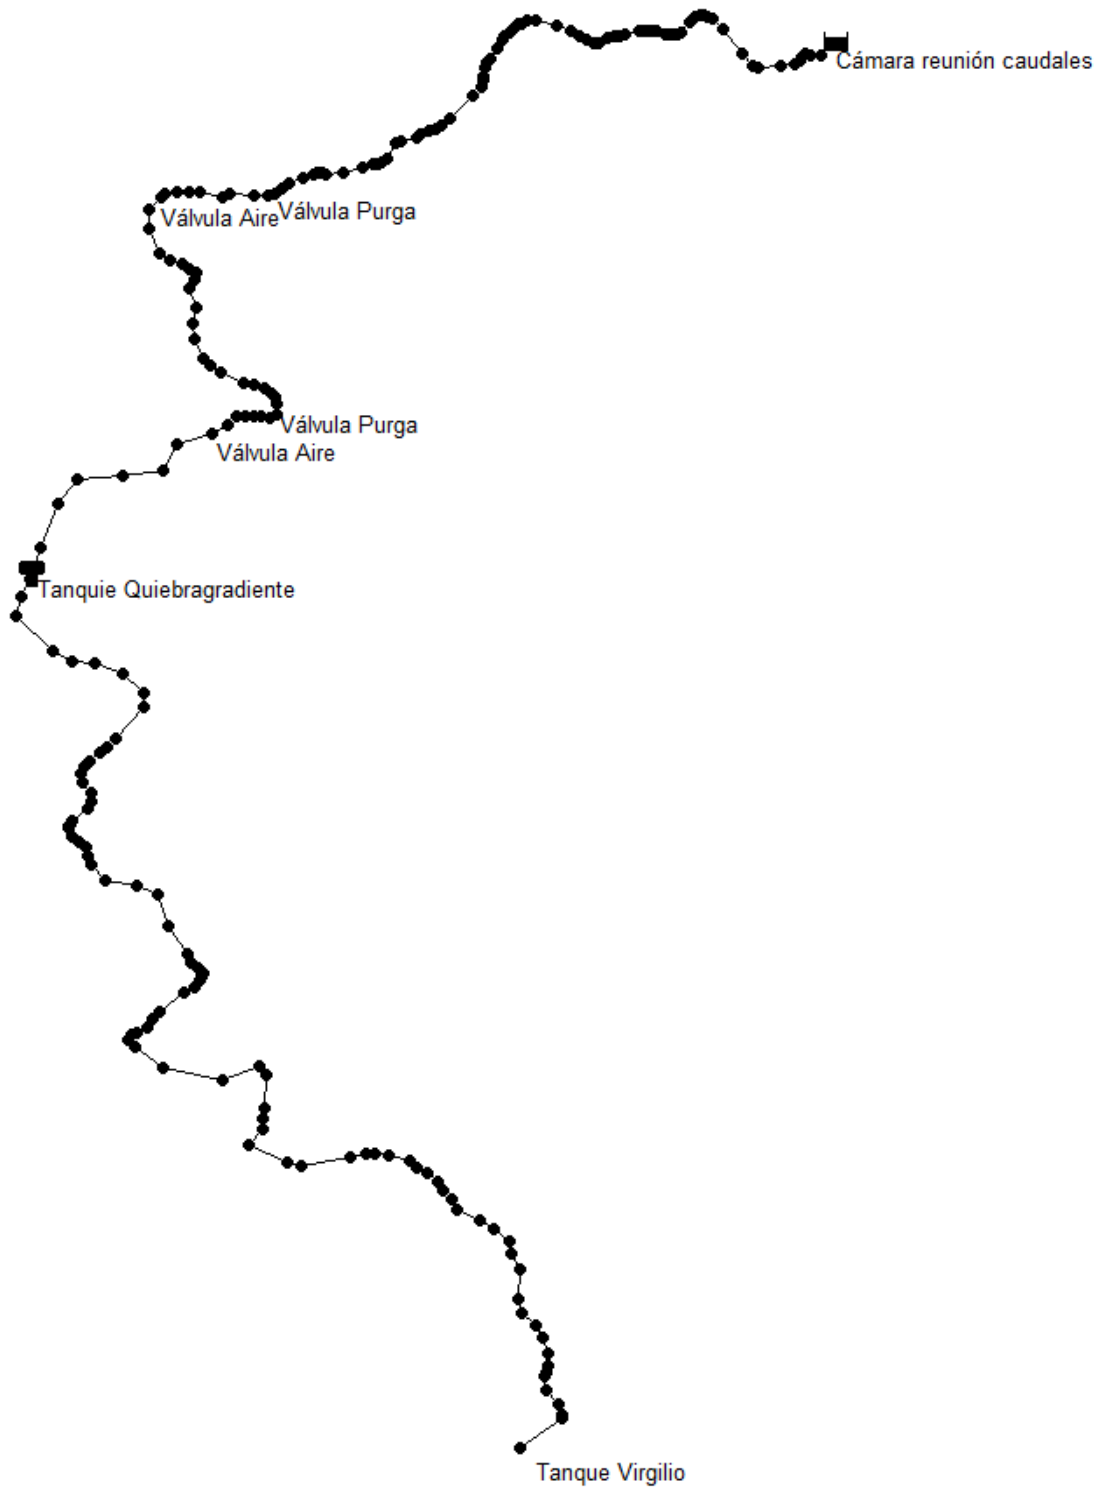 Cámara reunión caudales
Válvula Aire
Válvula Purga
Válvula Purga
Válvula Aire
Tanquie Quiebragradiente
Tanque Virgilio